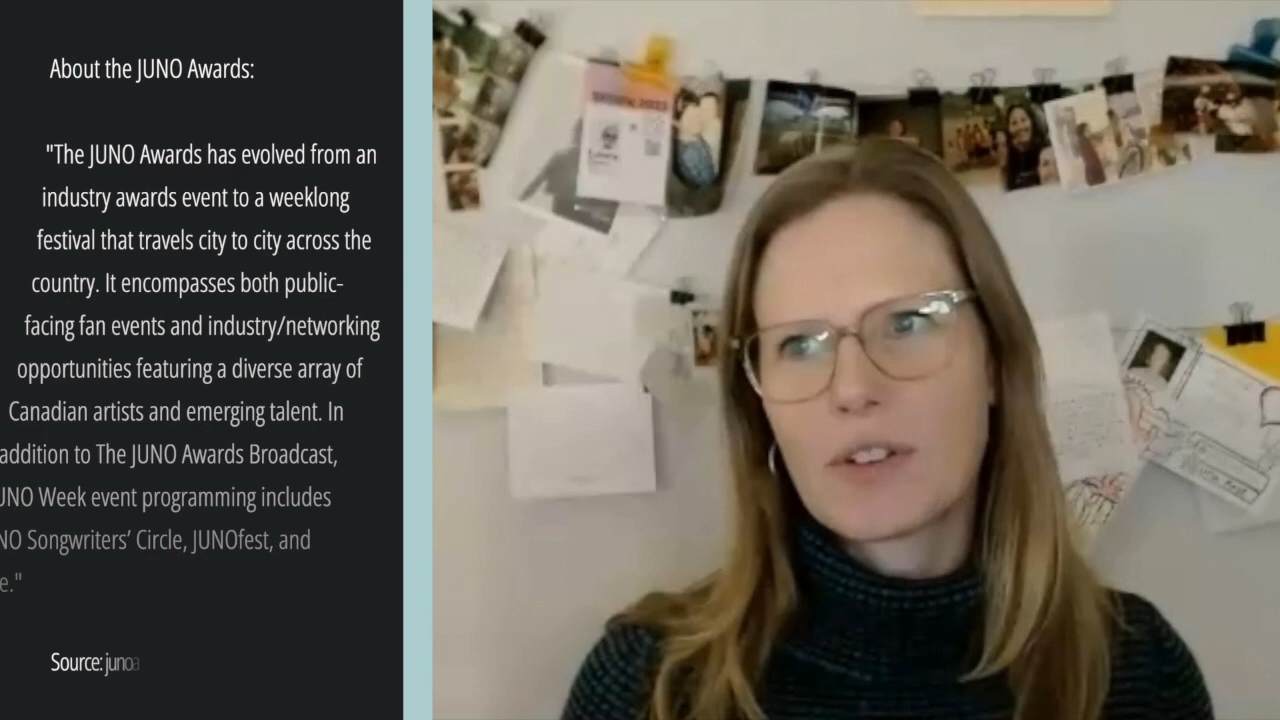 About the JUNO Awards:
"The JUNO Awards has evolved from an
industry awards event to a weeklong
festival that travels city to city across the
country. It encompasses both public-
facing fan events and industry/networking
opportunities featuring a diverse array of
Canadian artists and emerging talent. In
addition to The JUNO Awards Broadcast,
UNO Week event programming includes
NO Songwriters' Circle, JUNOfest, and
e."
Source: junoa